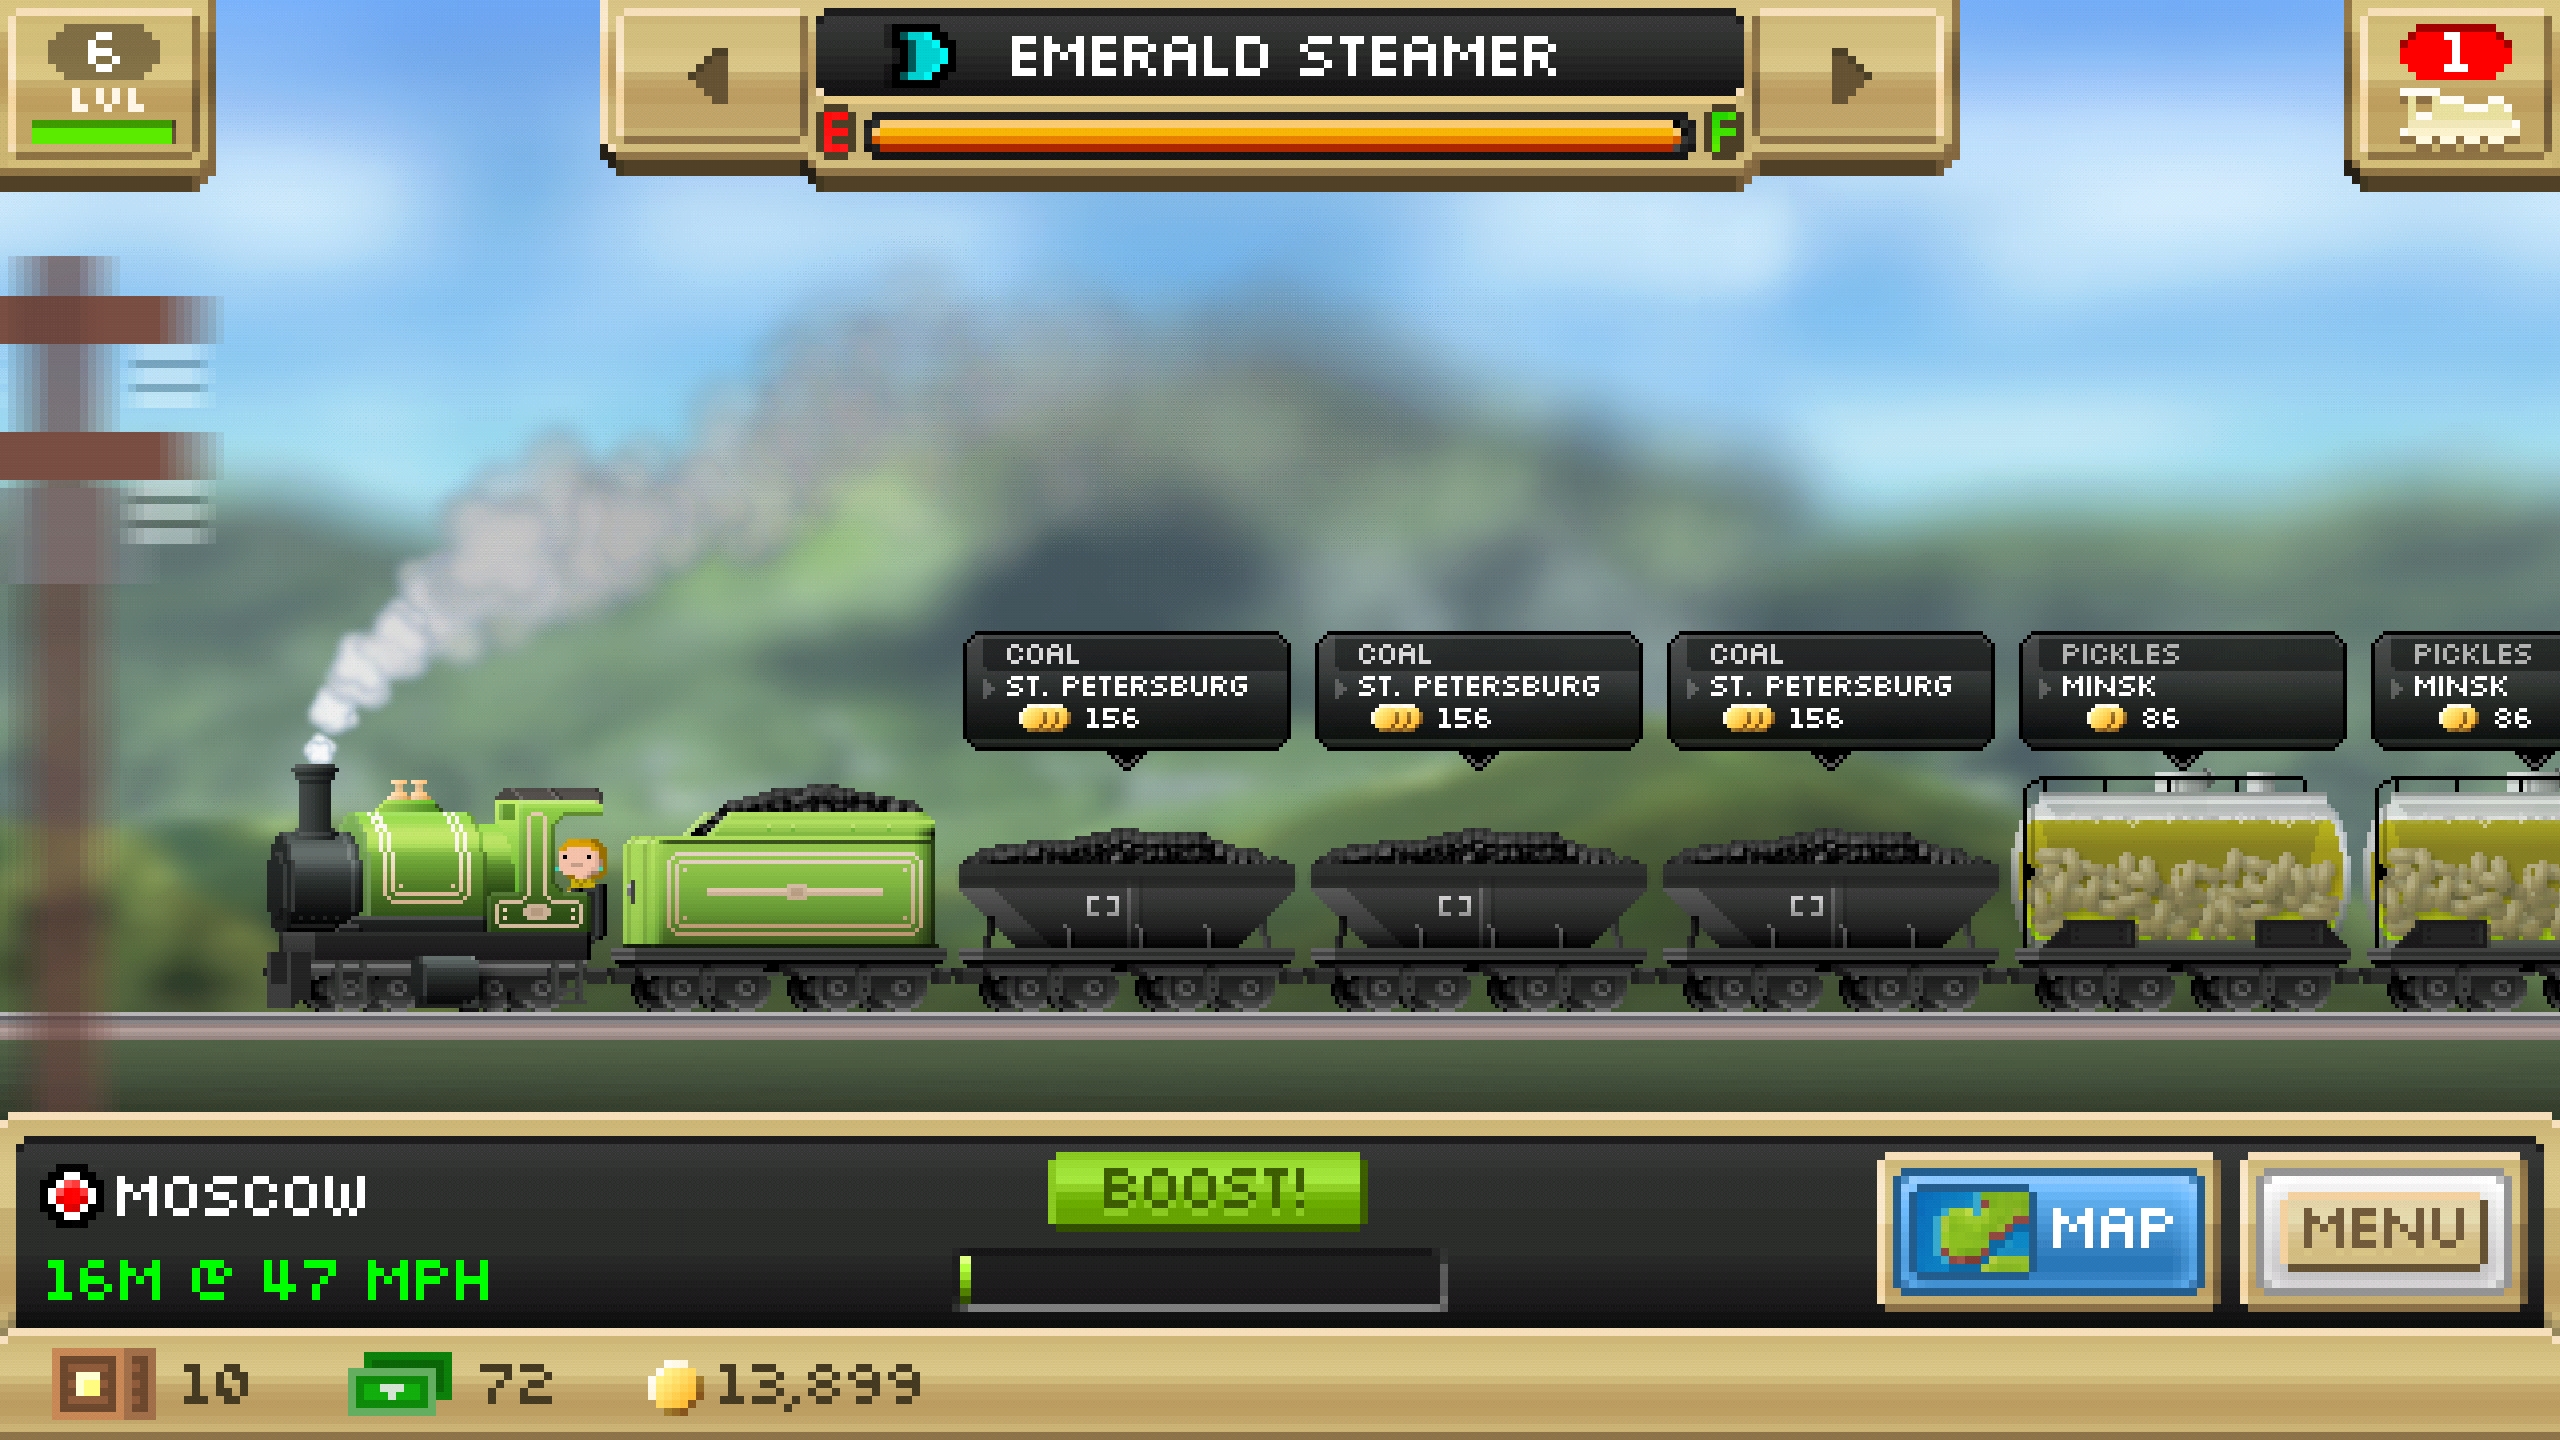 6
LVL
EMERALD STEAMER
E F
1
COAL
ST. PETERSBURG
156
COAL
ST. PETERSBURG
156
COAL
ST. PETERSBURG
156
PICKLES
MINSK
86
PICKLES
MINSK
86
MOSCOW
16M @ 47 MPH
BOOST!
MAP
MENU
10
72
13,899